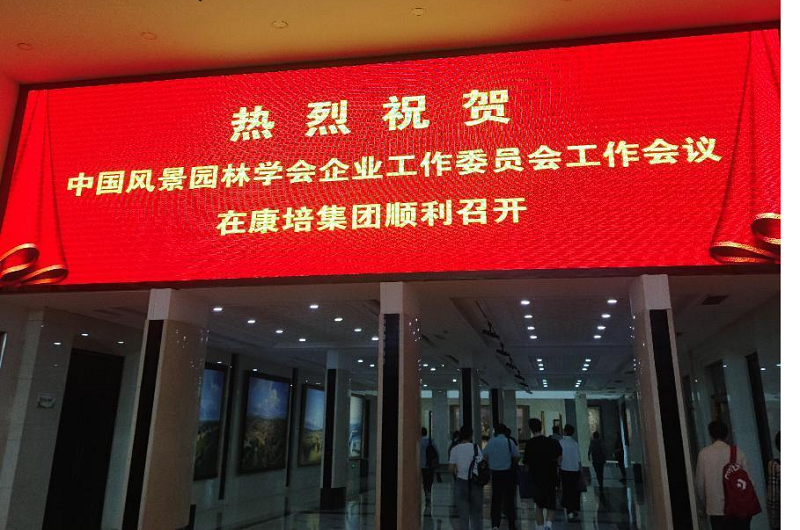 热烈祝贺
中国风景园林学会企业工作委员会工作会议
在康培集团顺利召开